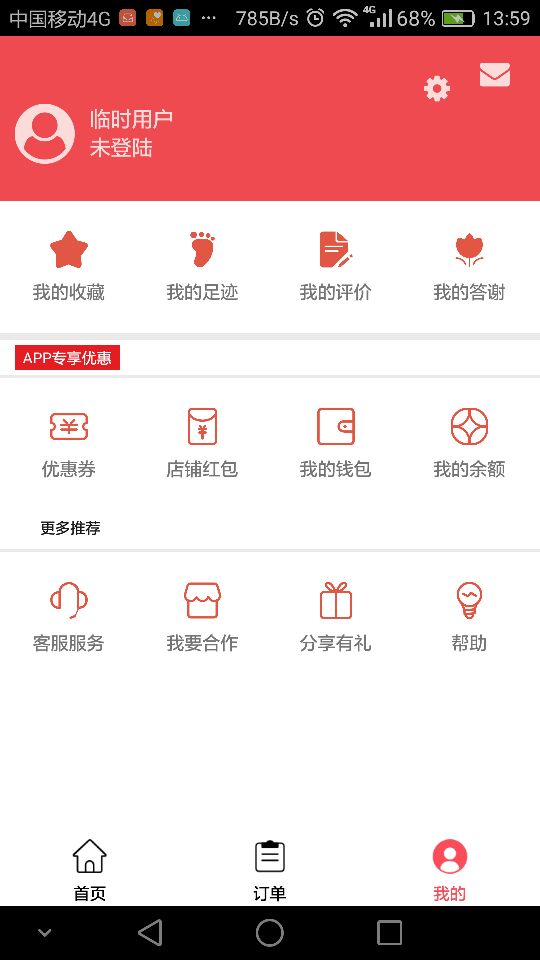 中国移动4G 785B/s 4G 68% 13:59
临时用户
未登陆
我的收藏 我的足迹 我的评价 我的答谢
APP专享优惠
优惠券 店铺红包 我的钱包 我的余额
更多推荐
客服服务 我要合作 分享有礼 帮助
首页 订单 我的